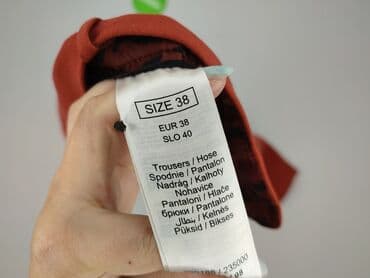 SIZE 38
EUR 38
SLO 40
Trousers / Hose
Spodnie / Pantalon
Nadrág / Kalhoty
Nohavice
Pantaloni / Hlače
брюки / Pantalone
بنطال / Kelnės
Püksid / Bikses
/ 235000